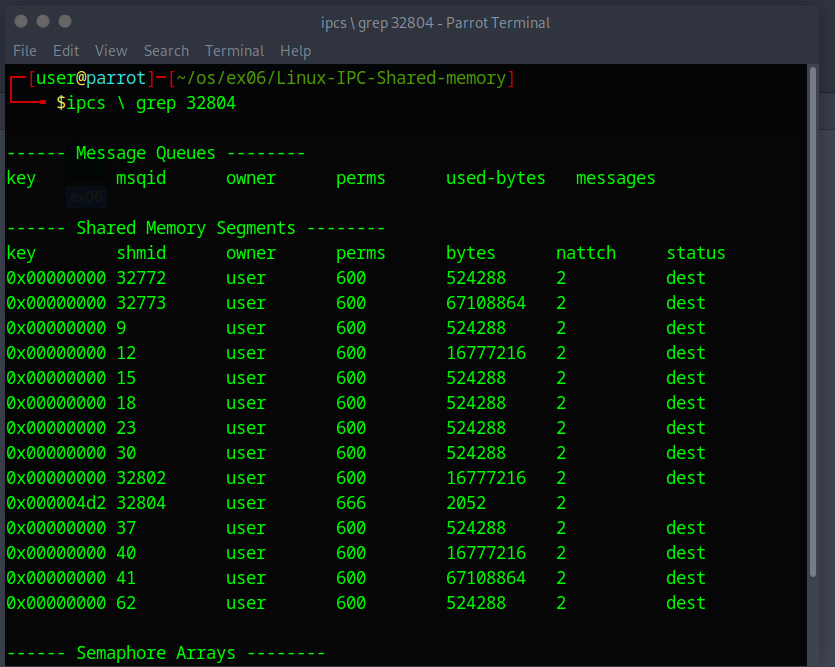 ipcs \ grep 32804 - Parrot Terminal
File Edit View Search Terminal Help
[user@parrot]-[~/os/ex06/Linux-IPC-Shared-memory]
$ipcs \ grep 32804
------ Message Queues --------
key msqid owner perms used-bytes messages
ex06
------ Shared Memory Segments --------
key shmid owner perms bytes nattch status
0x00000000 32772 user 600 524288 2 dest
0x00000000 32773 user 600 67108864 2 dest
0x00000000 9 user 600 524288 2 dest
0x00000000 12 user 600 16777216 2 dest
0x00000000 15 user 600 524288 2 dest
0x00000000 18 user 600 524288 2 dest
0x00000000 23 user 600 524288 2 dest
0x00000000 30 user 600 524288 2 dest
0x00000000 32802 user 600 16777216 2 dest
0x000004d2 32804 user 666 2052 2
0x00000000 37 user 600 524288 2 dest
0x00000000 40 user 600 16777216 2 dest
0x00000000 41 user 600 67108864 2 dest
0x00000000 62 user 600 524288 2 dest
------ Semaphore Arrays --------